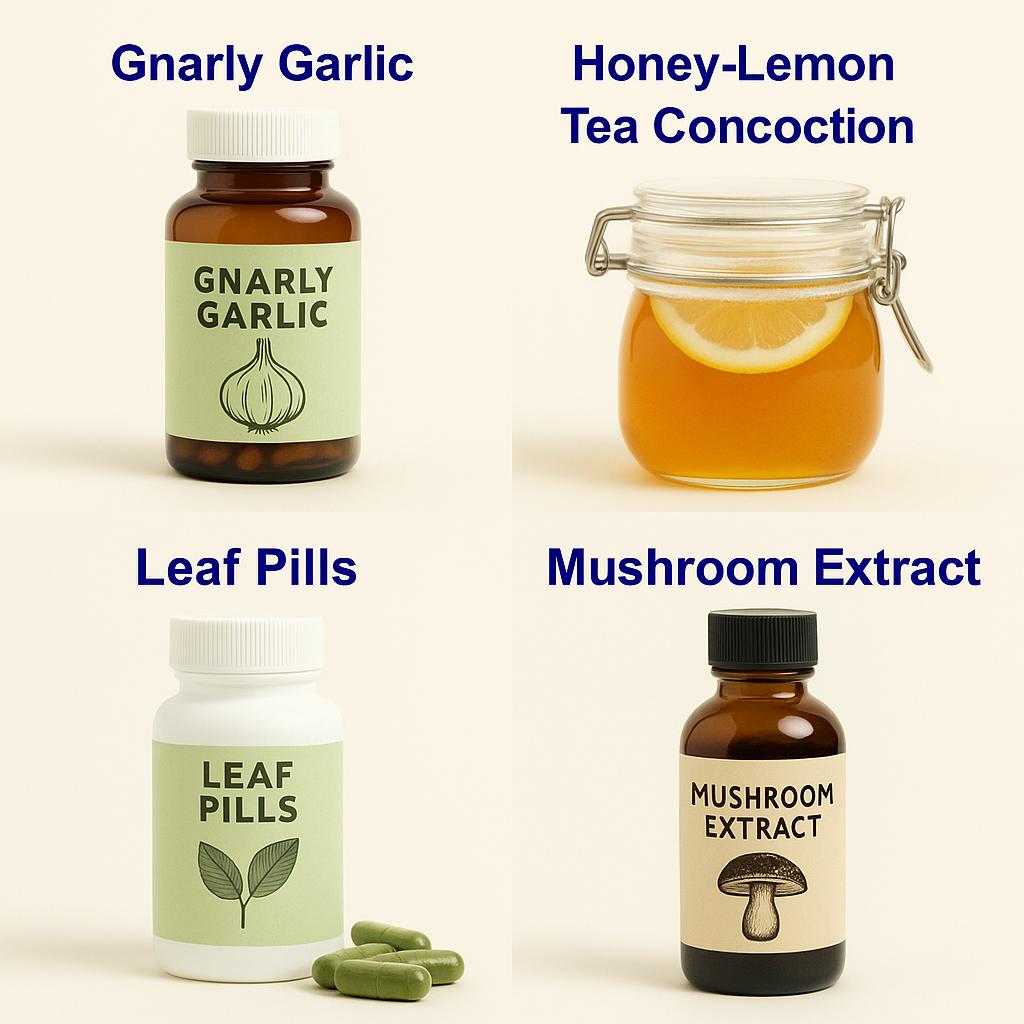 Gnarly Garlic
GNARLY
GARLIC
Honey-Lemon
Tea Concoction
Leaf Pills
LEAF
PILLS
Mushroom Extract
MUSHROOM
EXTRACT